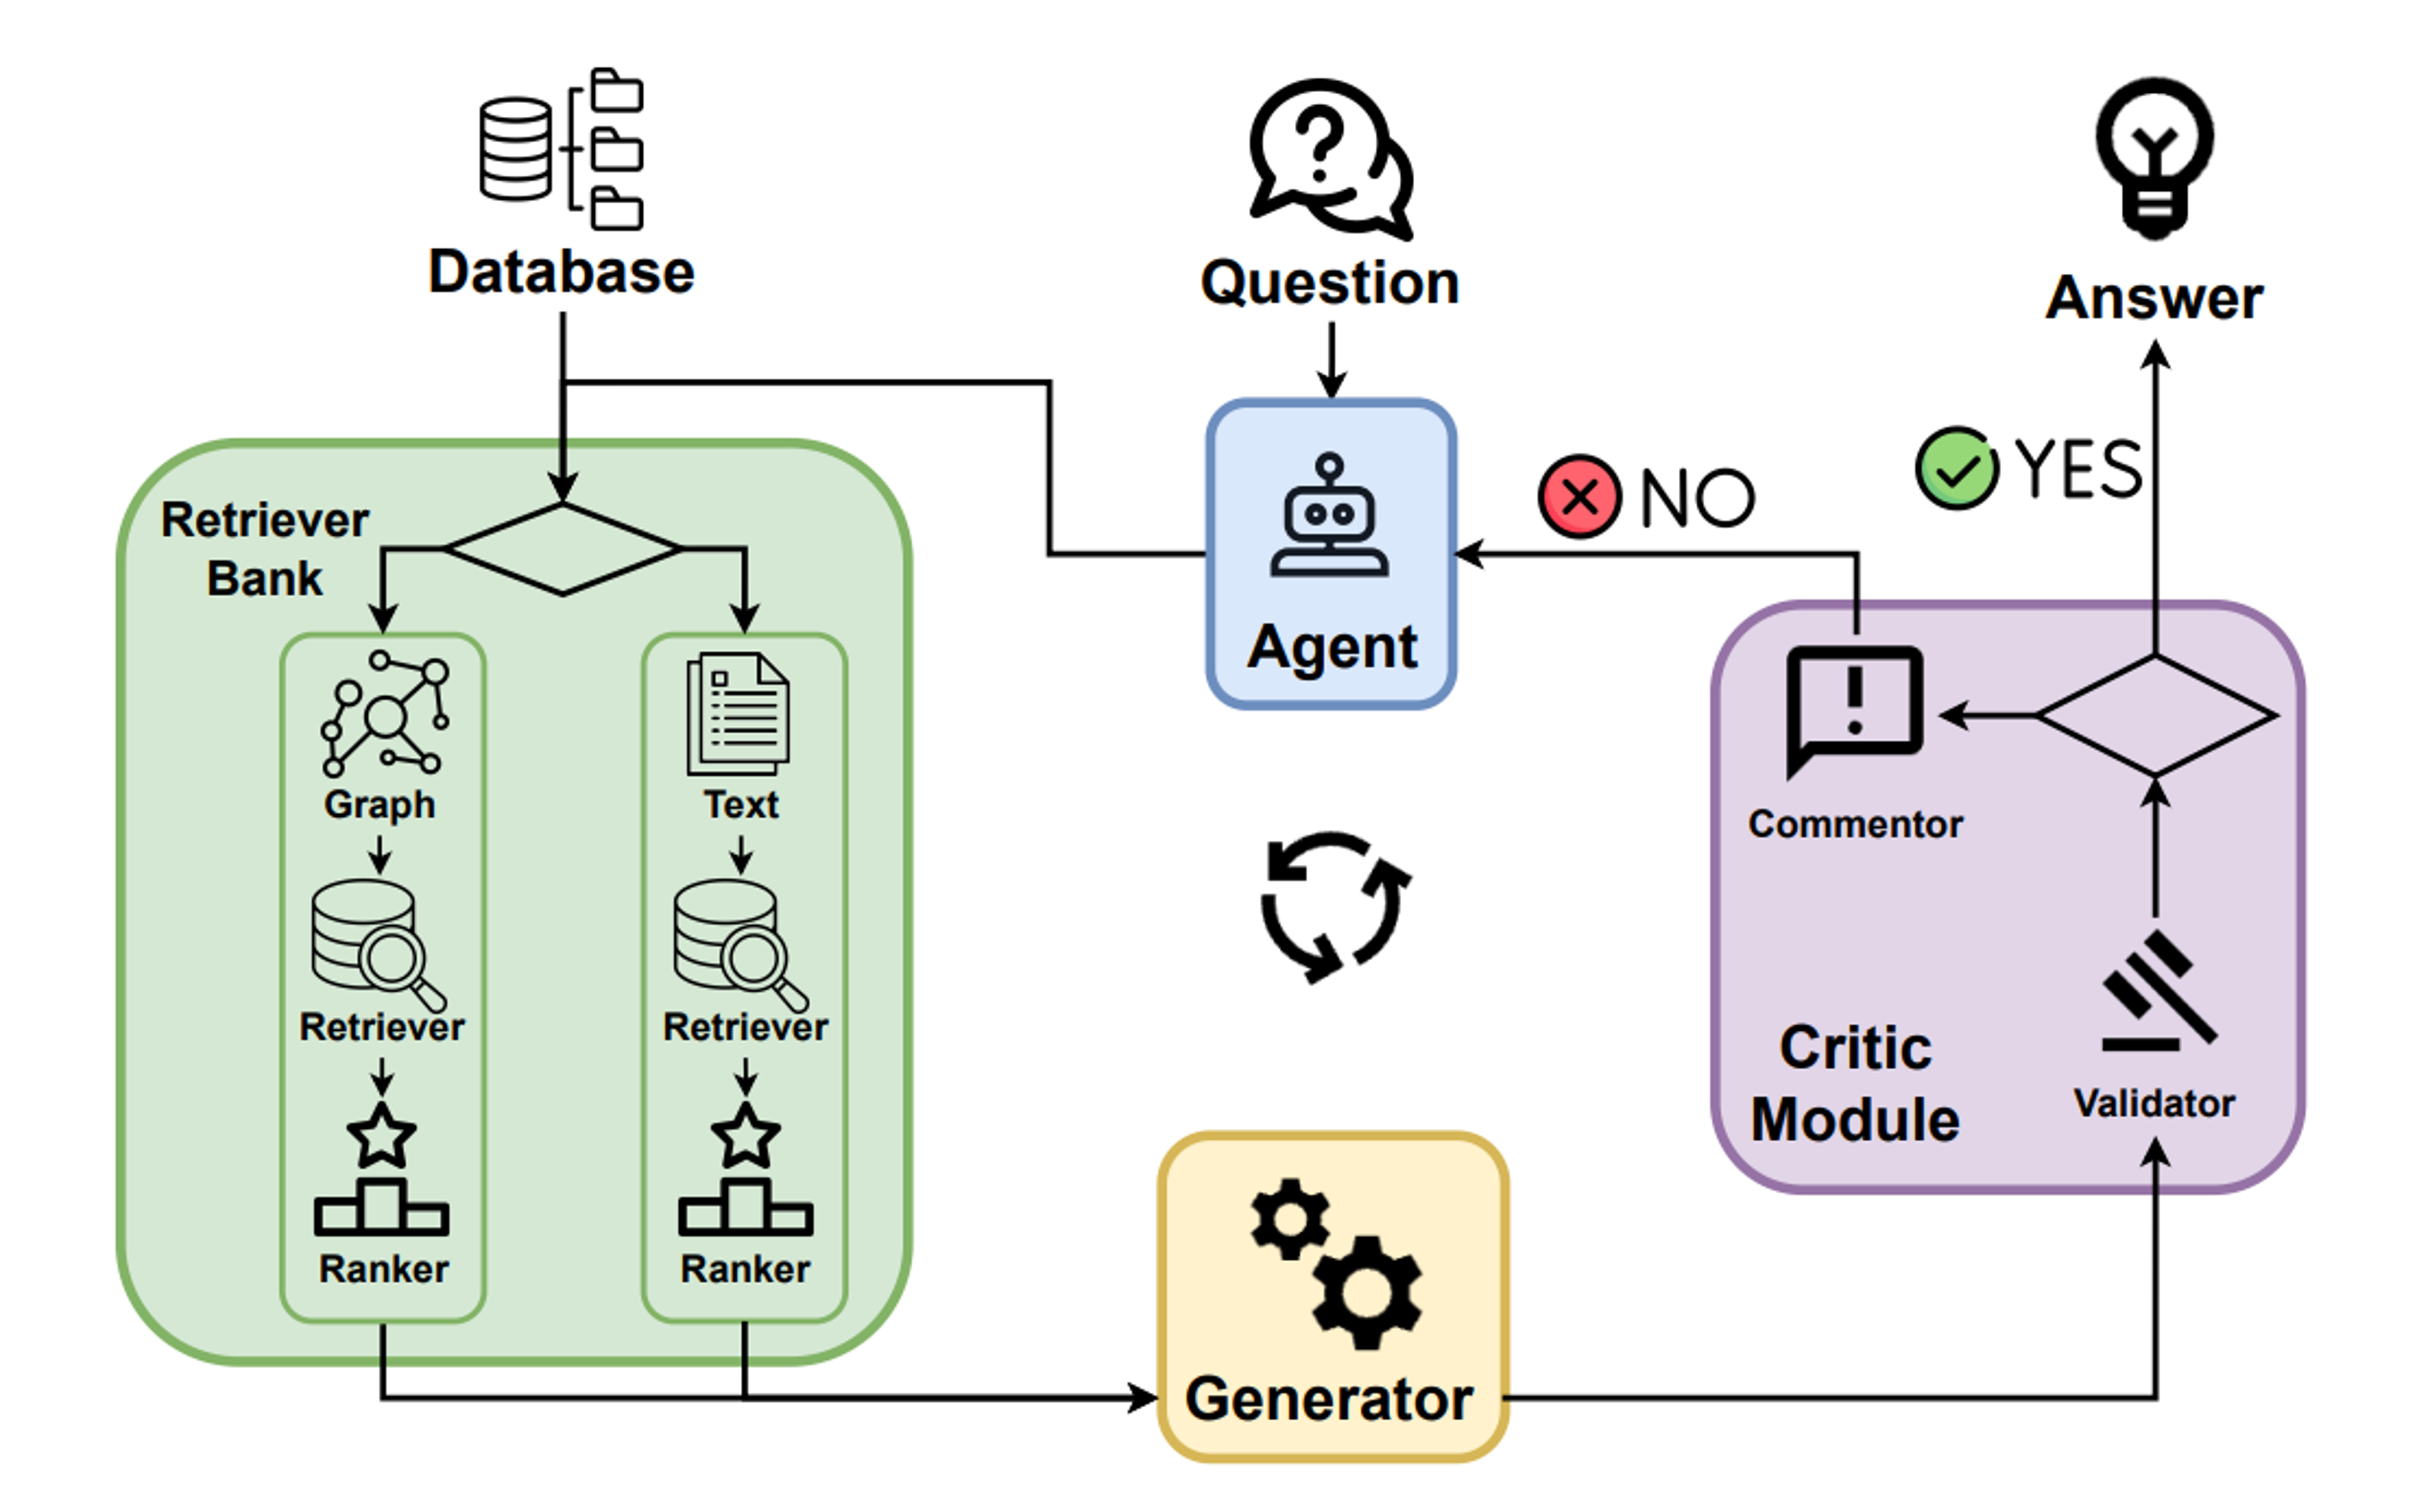 Database
Question
Answer
NO
YES
Retriever
Bank
Agent
Graph
Text
Retriever
Retriever
Ranker
Ranker
Commentor
Critic
Module
Validator
Generator